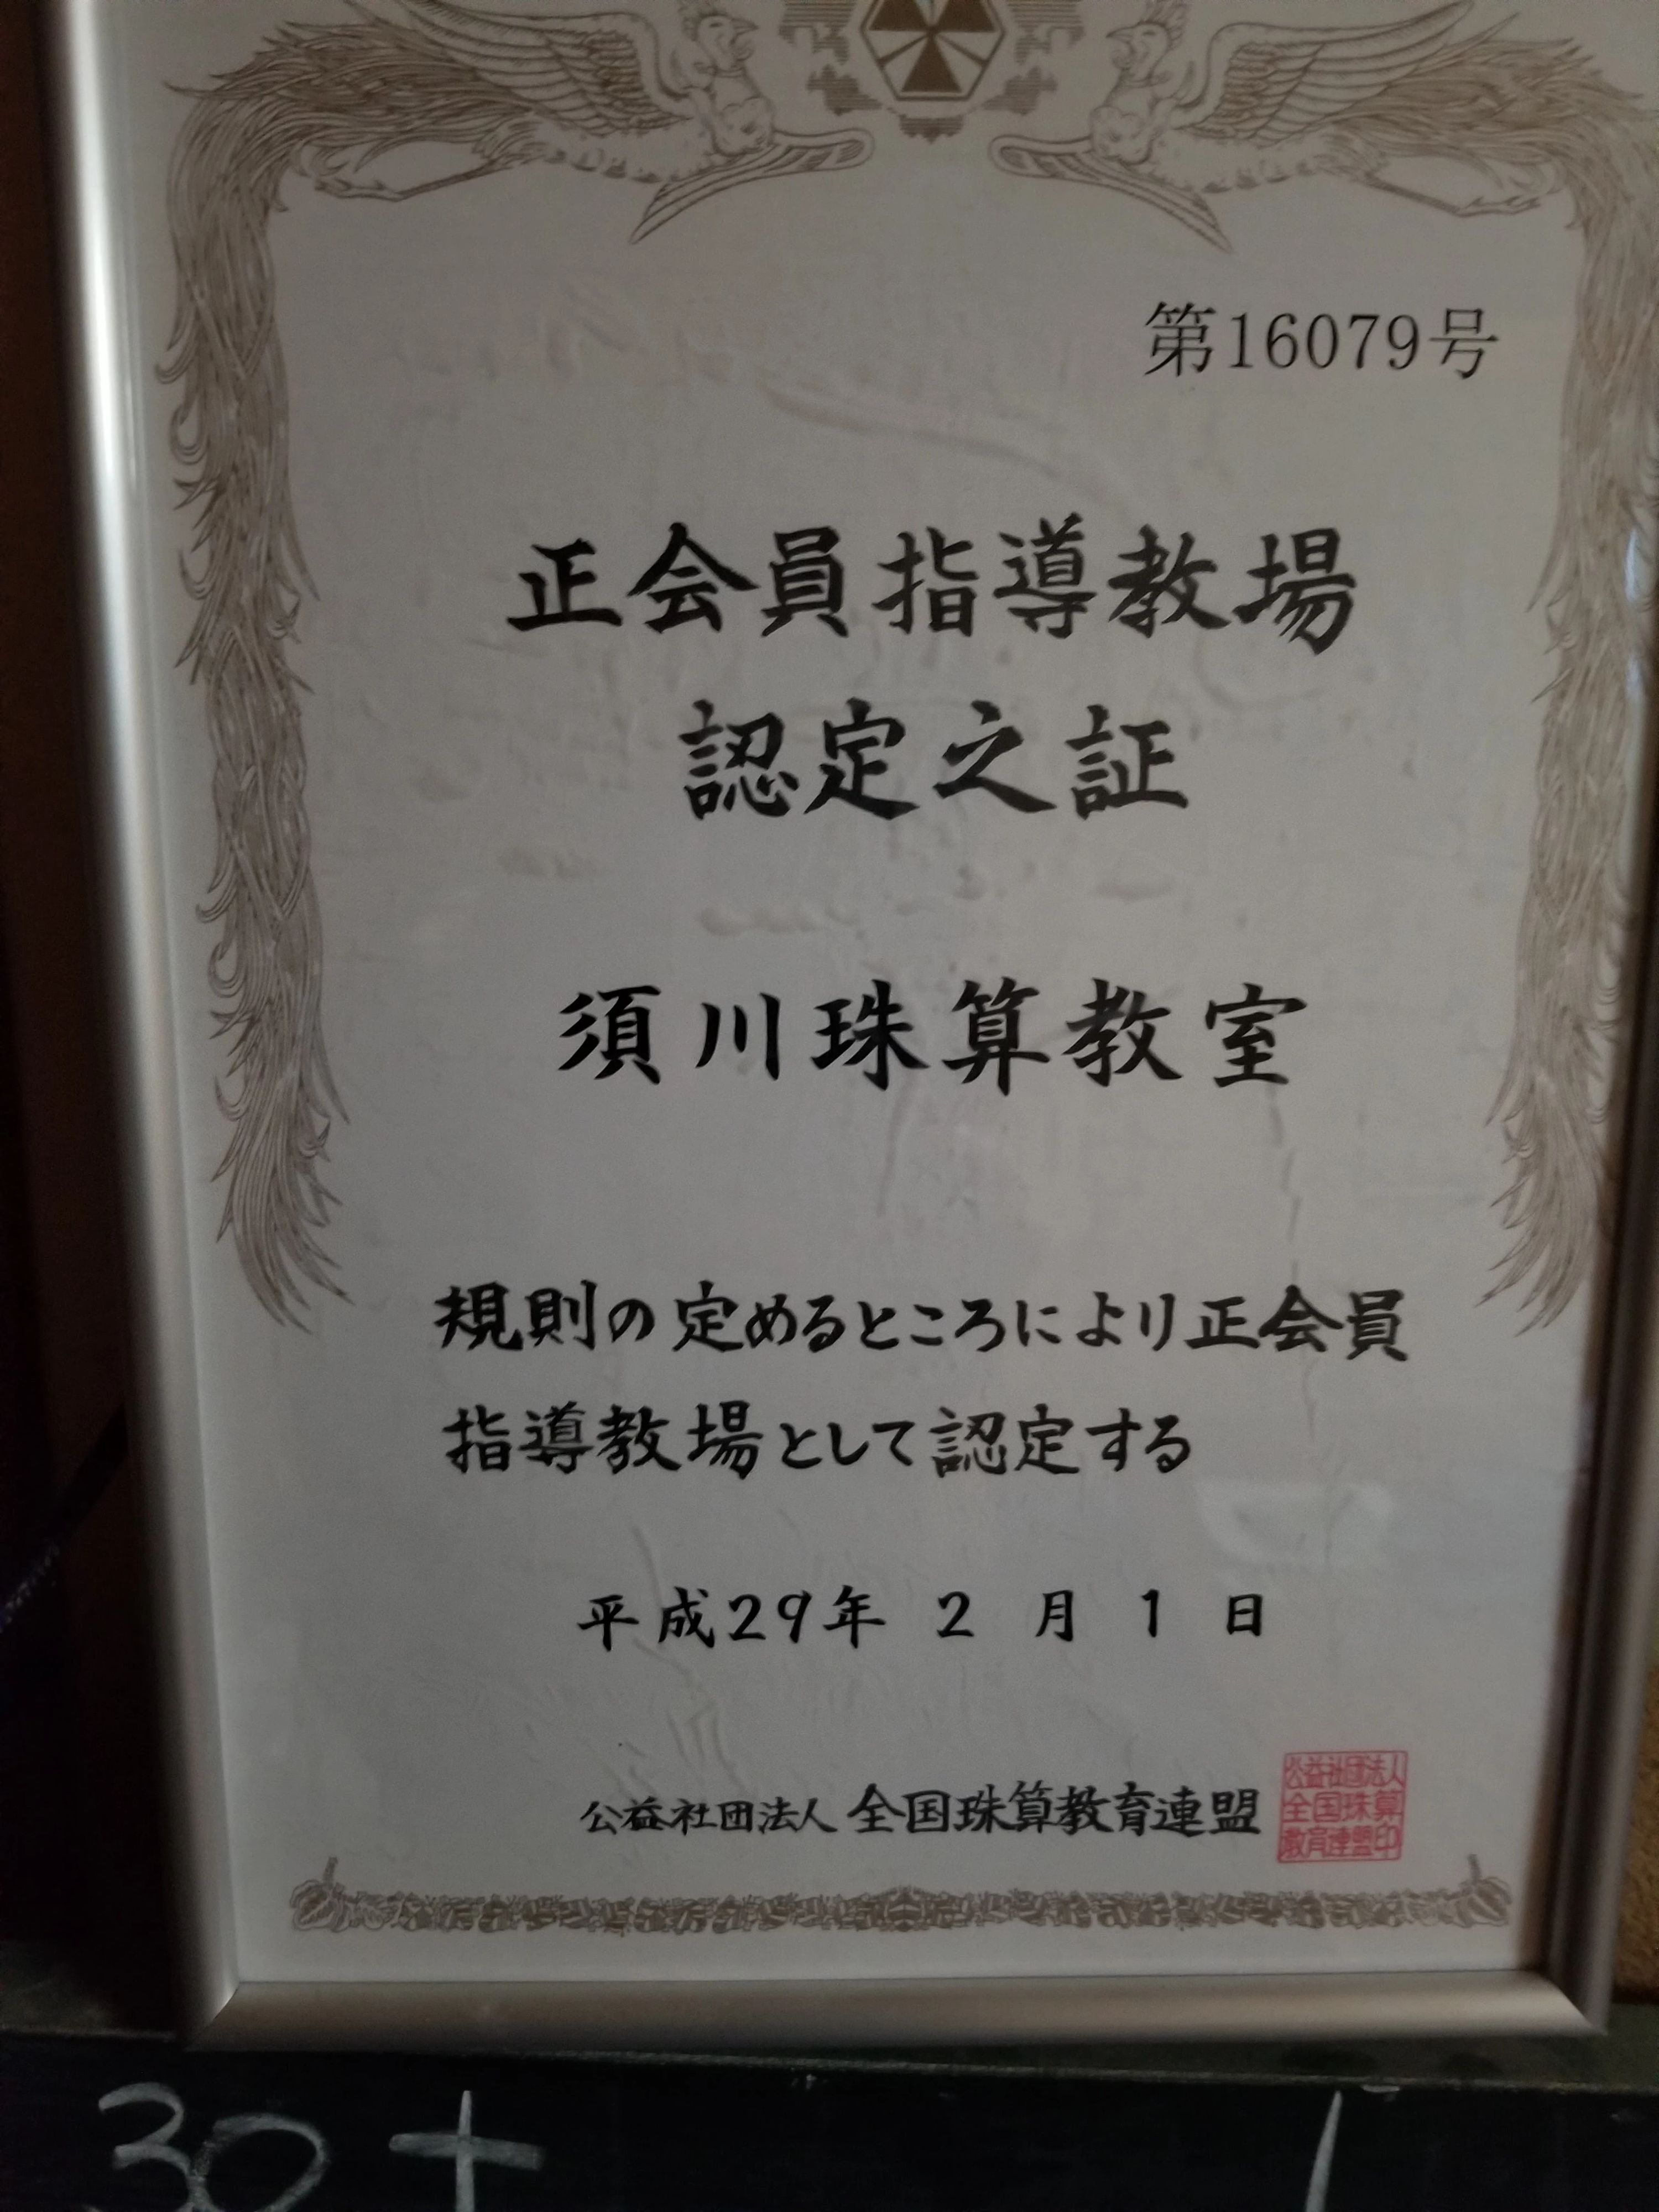 第16079号
正会員指導教場
認定之証
須川珠算教室
規則の定めるところにより正会員
指導教場として認定する
平成29年 2 月 1 日
公益社団法人 全国珠算教育連盟
公益社団法人
全国珠算
教育連盟印
30+